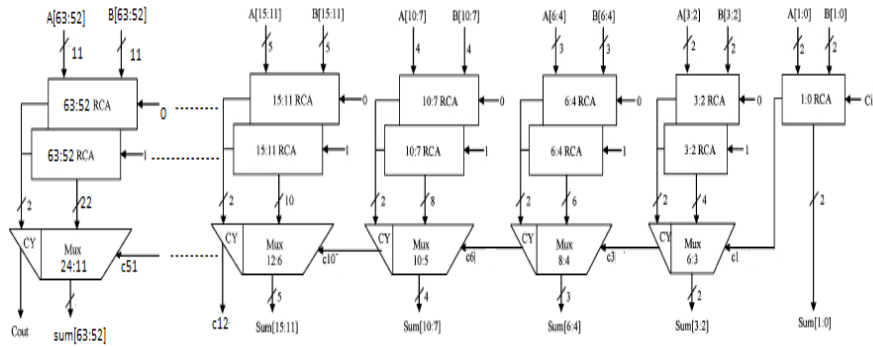 A[63:52] B[63:52] A[15:11] B[15:11] A[10:7] B[10:7] A[6:4] B[6:4] A[3:2] B[3:2] A[1:0] B[1:0]
11 11 5 5 4 4 3 3 2 2 2 2
63:52 RCA 0 15:11 RCA 0 10:7 RCA 0 6:4 RCA 0 3:2 RCA 0 1:0 RCA Ci
63:52 RCA 1 15:11 RCA 1 10:7 RCA 1 6:4 RCA 1 3:2 RCA 1
2 22 2 10 2 8 2 6 2 4 2
CY Mux 24:11 c51 CY Mux 12:6 c10 CY Mux 10:5 c6 CY Mux 8:4 c3 CY Mux 6:3 c1
5 4 3 2
Cout sum[63:52] c12 Sum[15:11] Sum[10:7] Sum[6:4] Sum[3:2] Sum[1:0]